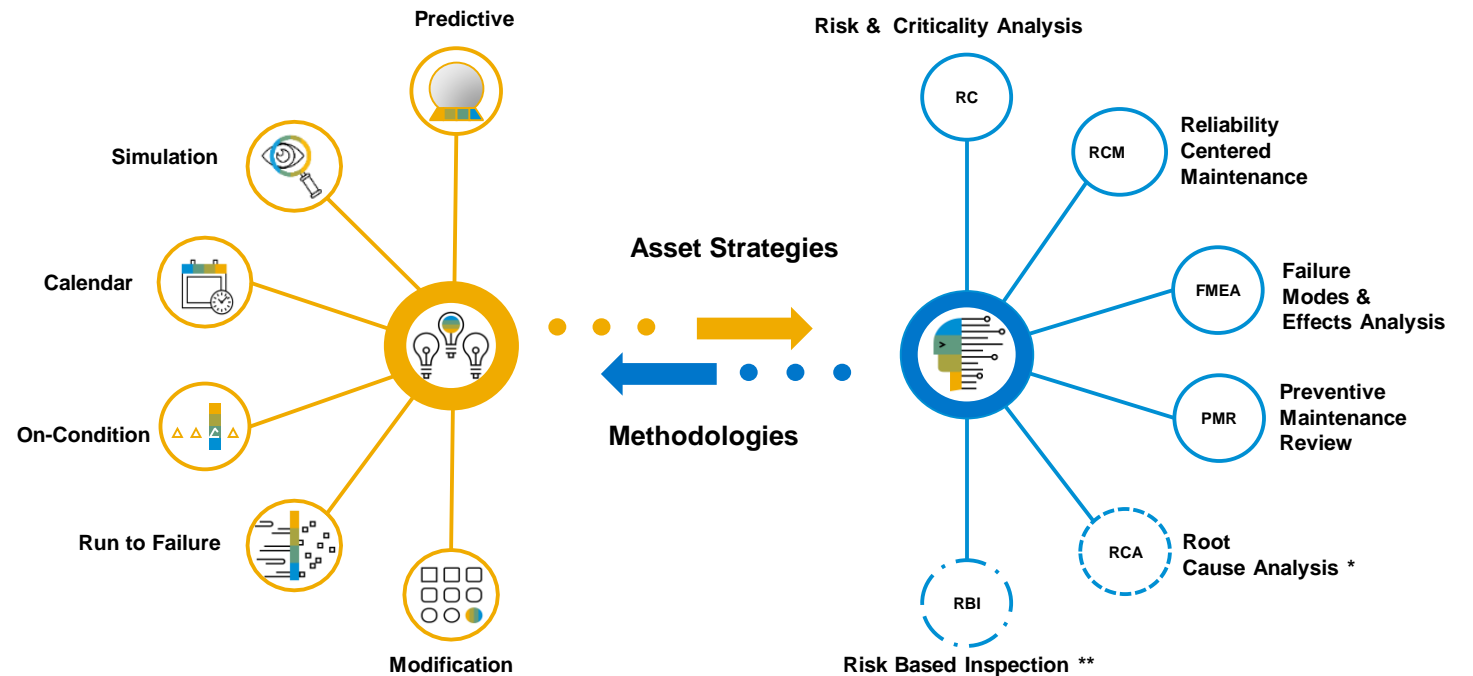 Predictive
Simulation
Calendar
On-Condition
Run to Failure
Modification
Asset Strategies
Methodologies
Risk & Criticality Analysis
RC
RCM
Reliability
Centered
Maintenance
FMEA
Failure
Modes &
Effects Analysis
PMR
Preventive
Maintenance
Review
RCA
Root
Cause Analysis *
RBI
Risk Based Inspection **